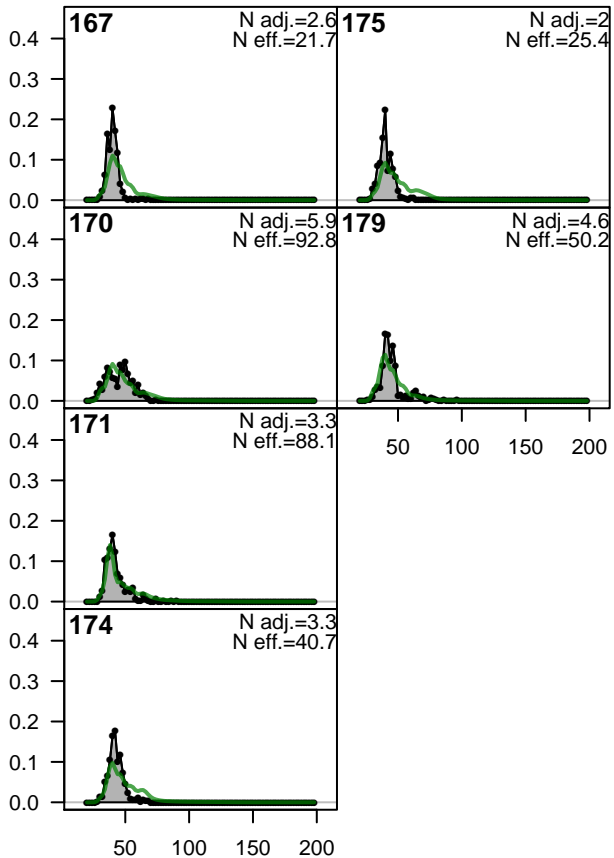 167
N adj.=2.6
N eff.=21.7
175
N adj.=2
N eff.=25.4
0.4
0.3
0.2
0.1
0.0
170
N adj.=5.9
N eff.=92.8
179
N adj.=4.6
N eff.=50.2
0.4
0.3
0.2
0.1
0.0
50 100 150 200
171
N adj.=3.3
N eff.=88.1
0.4
0.3
0.2
0.1
0.0
174
N adj.=3.3
N eff.=40.7
0.4
0.3
0.2
0.1
0.0
50 100 150 200